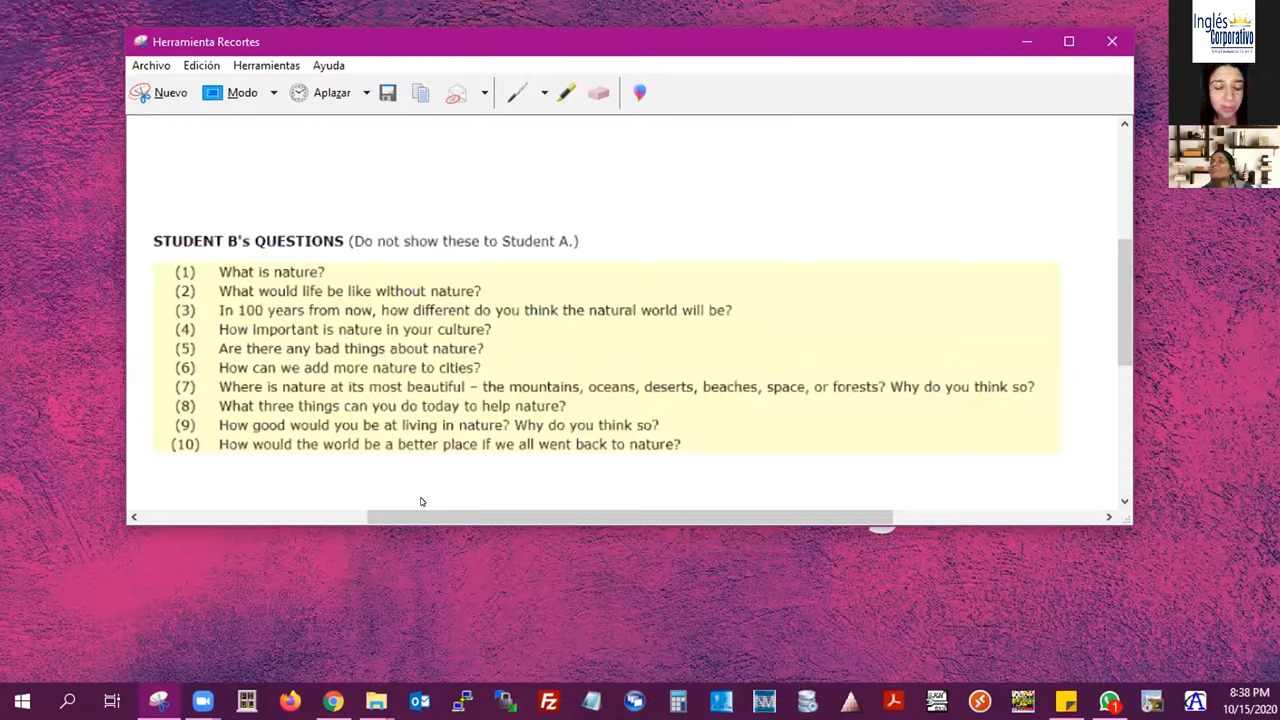 Herramienta Recortes
Archivo Edición Herramientas Ayuda
Nuevo Modo Aplazar
STUDENT B's QUESTIONS (Do not show these to Student A.)
(1) What is nature?
(2) What would life be like without nature?
(3) In 100 years from now, how different do you think the natural world will be?
(4) How important is nature in your culture?
(5) Are there any bad things about nature?
(6) How can we add more nature to cities?
(7) Where is nature at its most beautiful – the mountains, oceans, deserts, beaches, space, or forests? Why do you think so?
(8) What three things can you do today to help nature?
(9) How good would you be at living in nature? Why do you think so?
(10) How would the world be a better place if we all went back to nature?
Inglés
Corporativo
8:38 PM
10/15/2020